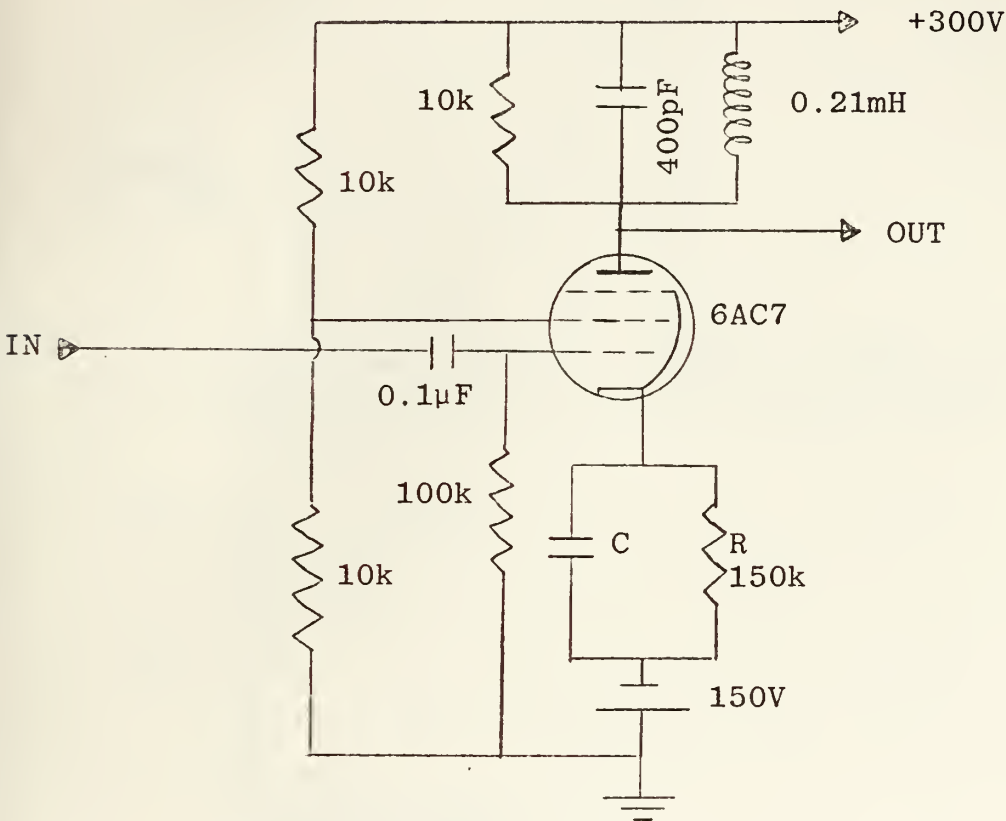 +300V
10k
400pF
0.21mH
10k
OUT
6AC7
IN
0.1μF
100k
C
R
150k
10k
150V